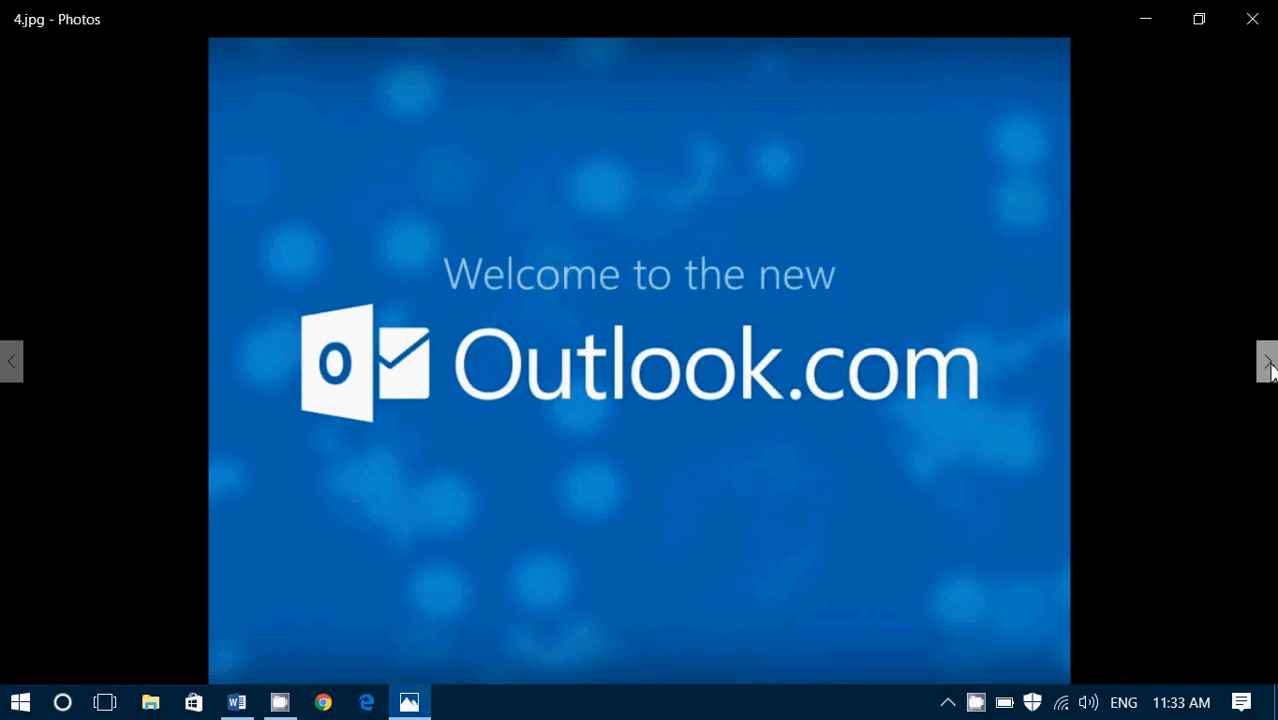 4.jpg - Photos
Welcome to the new
O Outlook.com
W
e
ENG
11:33 AM